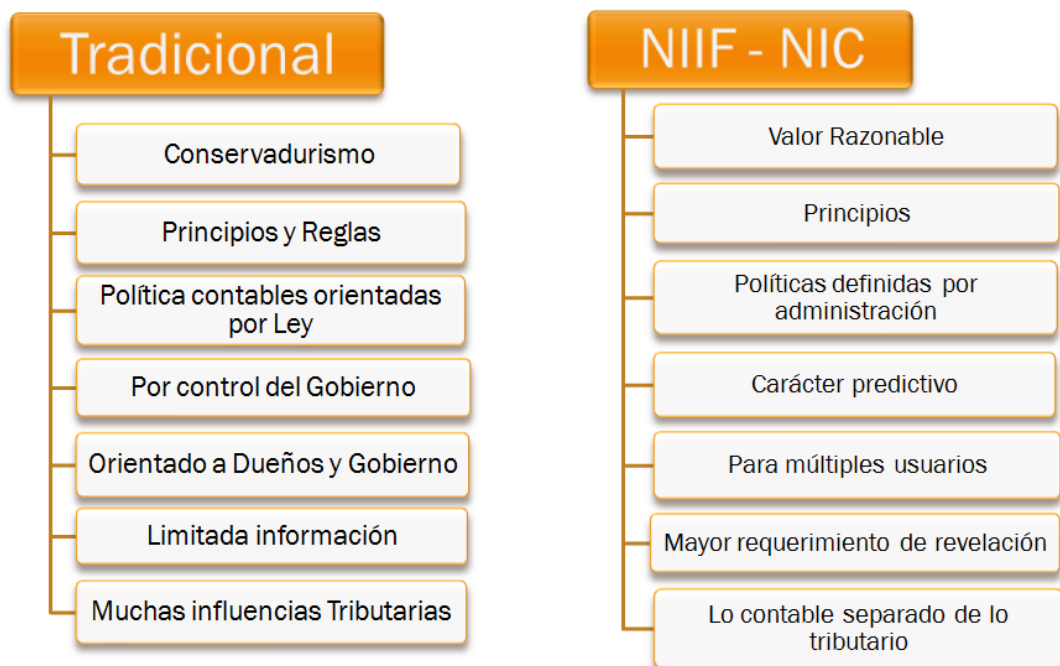 Tradicional
Conservadurismo
Principios y Reglas
Política contables orientadas
por Ley
Por control del Gobierno
Orientado a Dueños y Gobierno
Limitada información
Muchas influencias Tributarias
NIIF - NIC
Valor Razonable
Principios
Políticas definidas por
administración
Carácter predictivo
Para múltiples usuarios
Mayor requerimiento de revelación
Lo contable separado de lo
tributario